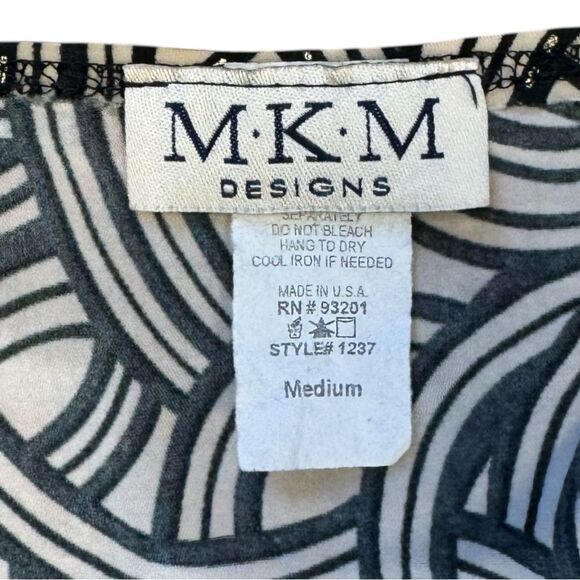 M·K·M
DESIGNS
SEPARATELY
DO NOT BLEACH
HANG TO DRY
COOL IRON IF NEEDED
MADE IN U.S.A.
RN# 93201
STYLE# 1237
Medium